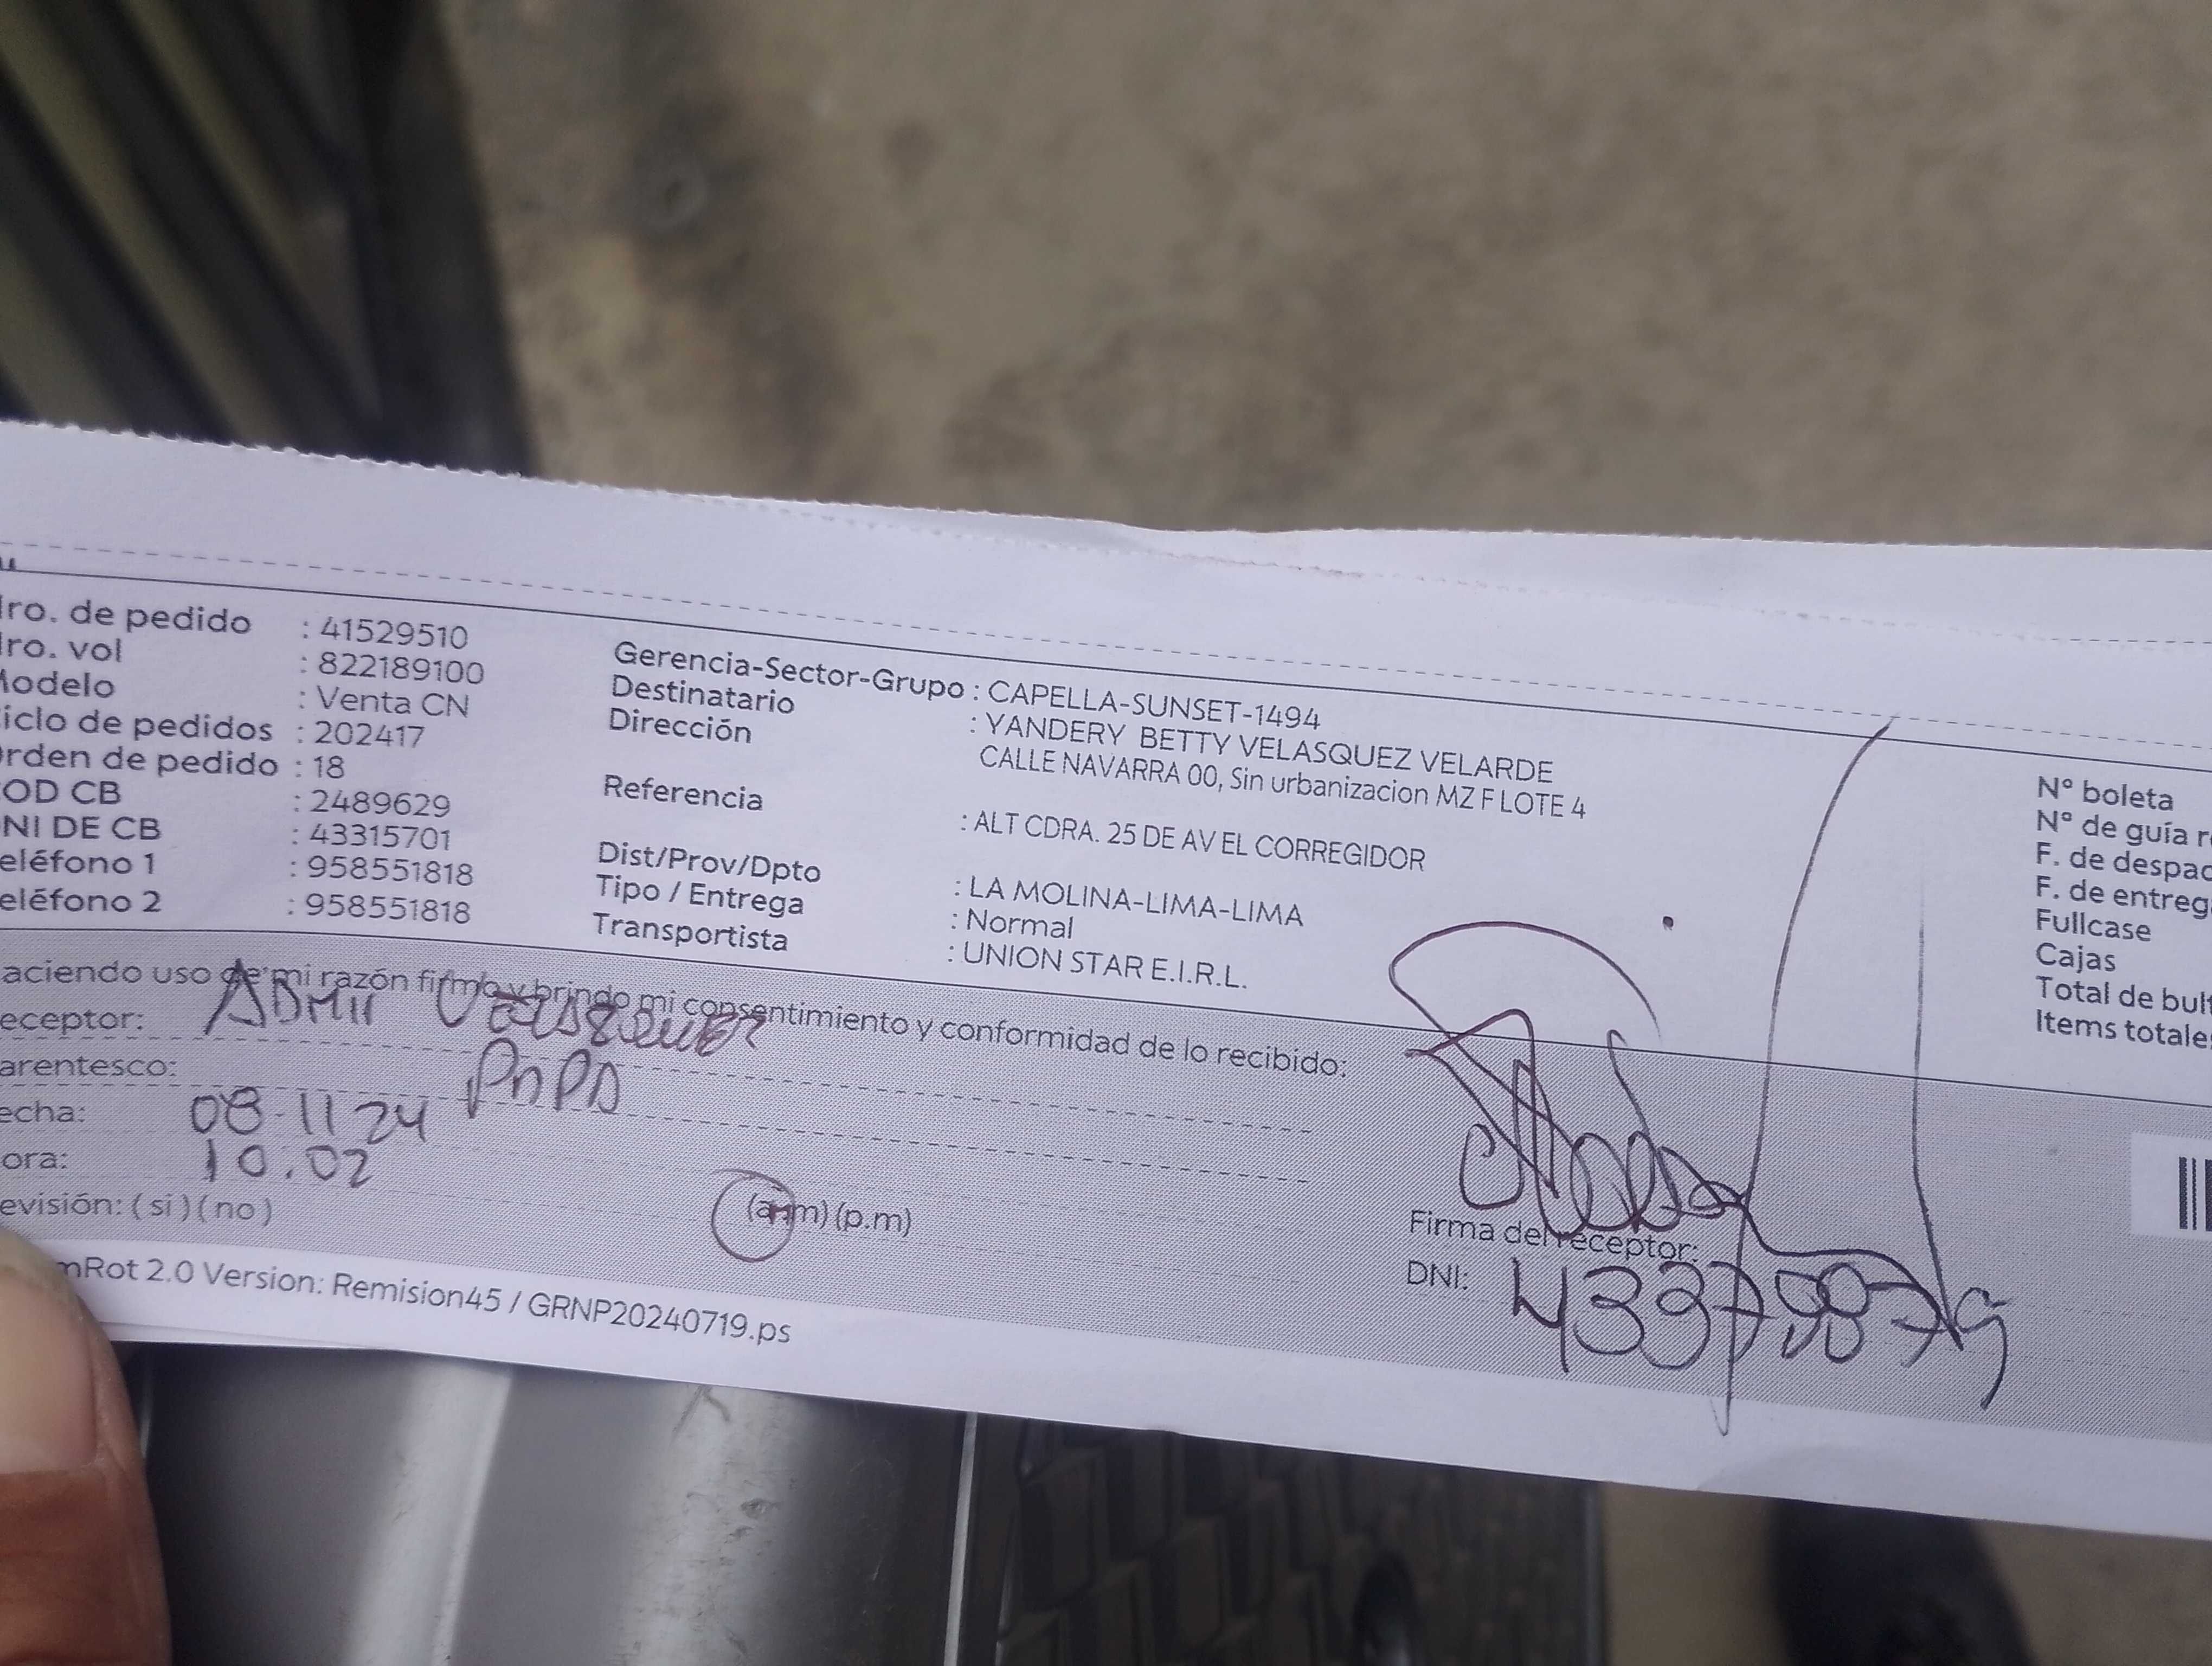 ro. de pedido : 41529510
ro. vol : 822189100
odelo : Venta CN
iclo de pedidos : 202417
rden de pedido : 18
OD CB : 2489629
NI DE CB : 43315701
eléfono 1 : 958551818
eléfono 2 : 958551818
Gerencia-Sector-Grupo : CAPELLA-SUNSET-1494
Destinatario : YANDERY BETTY VELASQUEZ VELARDE
Dirección CALLE NAVARRA 00, Sin urbanizacion MZ F LOTE 4
Referencia : ALT CDRA. 25 DE AV EL CORREGIDOR
Dist/Prov/Dpto : LA MOLINA-LIMA-LIMA
Tipo / Entrega : Normal
Transportista : UNION STAR E.I.R.L.
Nº boleta
Nº de guía r
F. de despac
F. de entreg
Fullcase
Cajas
Total de bul
Items totale
aciendo uso de mi razón firmo y brindo mi consentimiento y conformidad de lo recibido:
eceptor: VELASQUEZ
arentesco: PAPA
echa: 08-11 24
ora: 10:02 (a.m) (p.m)
evisión: ( si ) ( no )
Firma del receptor:
DNI:
mRot 2.0 Version: Remision45 / GRNP20240719.ps